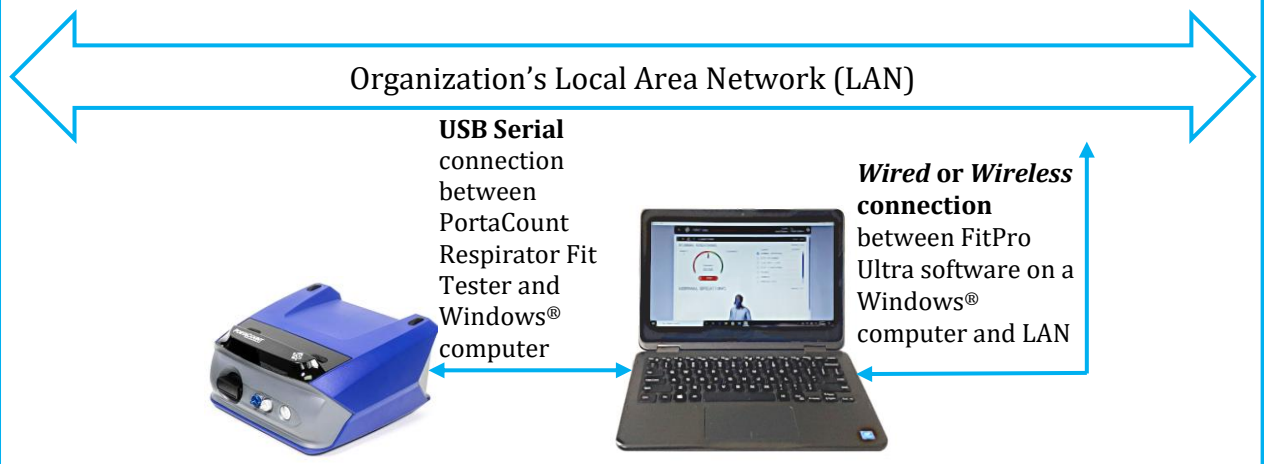 Organization’s Local Area Network (LAN)
USB Serial
connection
between
PortaCount
Respirator Fit
Tester and
Windows®
computer
Wired or Wireless
connection
between FitPro
Ultra software on a
Windows®
computer and LAN